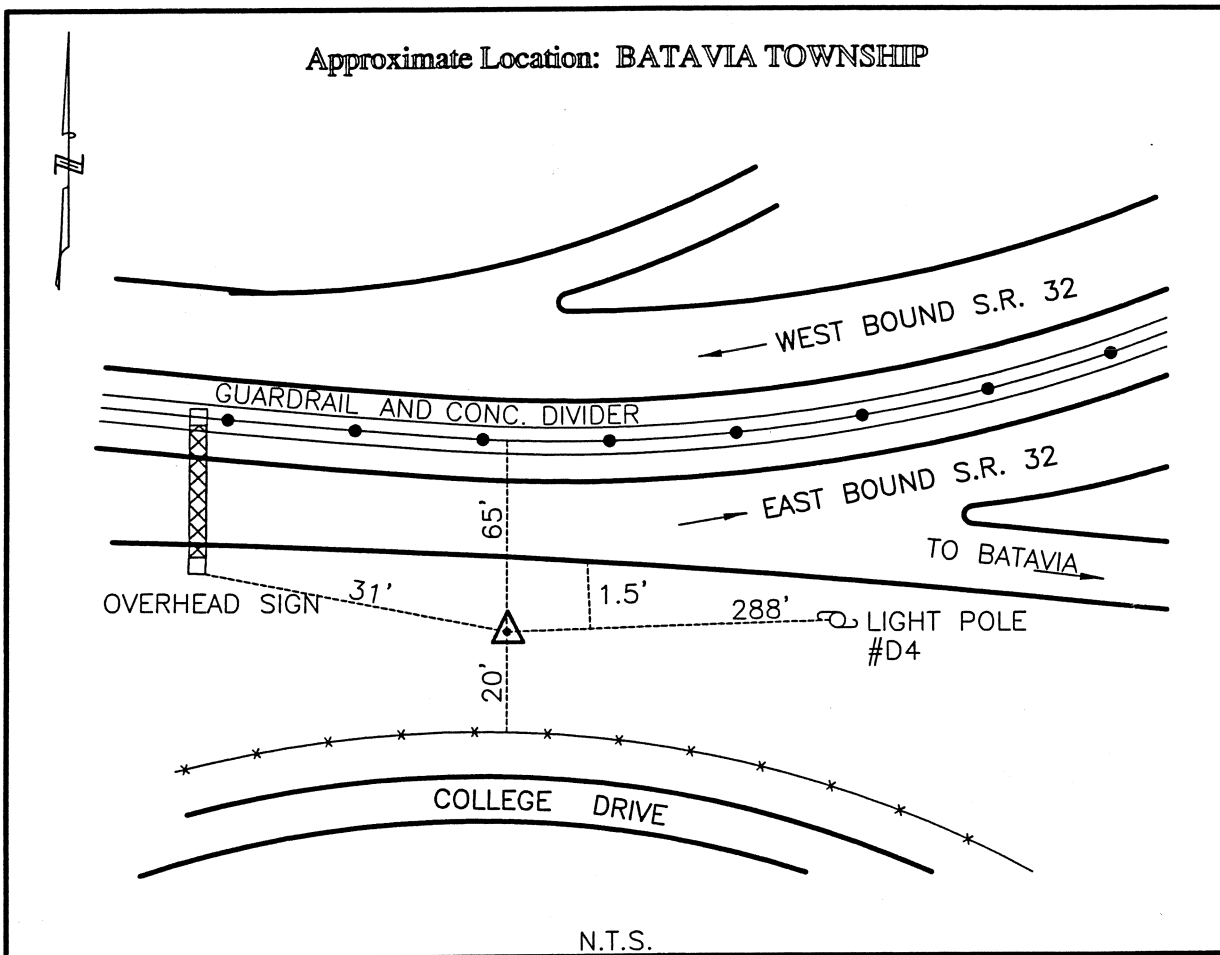 Approximate Location: BATAVIA TOWNSHIP
N
WEST BOUND S.R. 32
GUARDRAIL AND CONC. DIVIDER
EAST BOUND S.R. 32
65'
TO BATAVIA
OVERHEAD SIGN
31'
1.5'
288'
LIGHT POLE
#D4
20'
COLLEGE DRIVE
N.T.S.